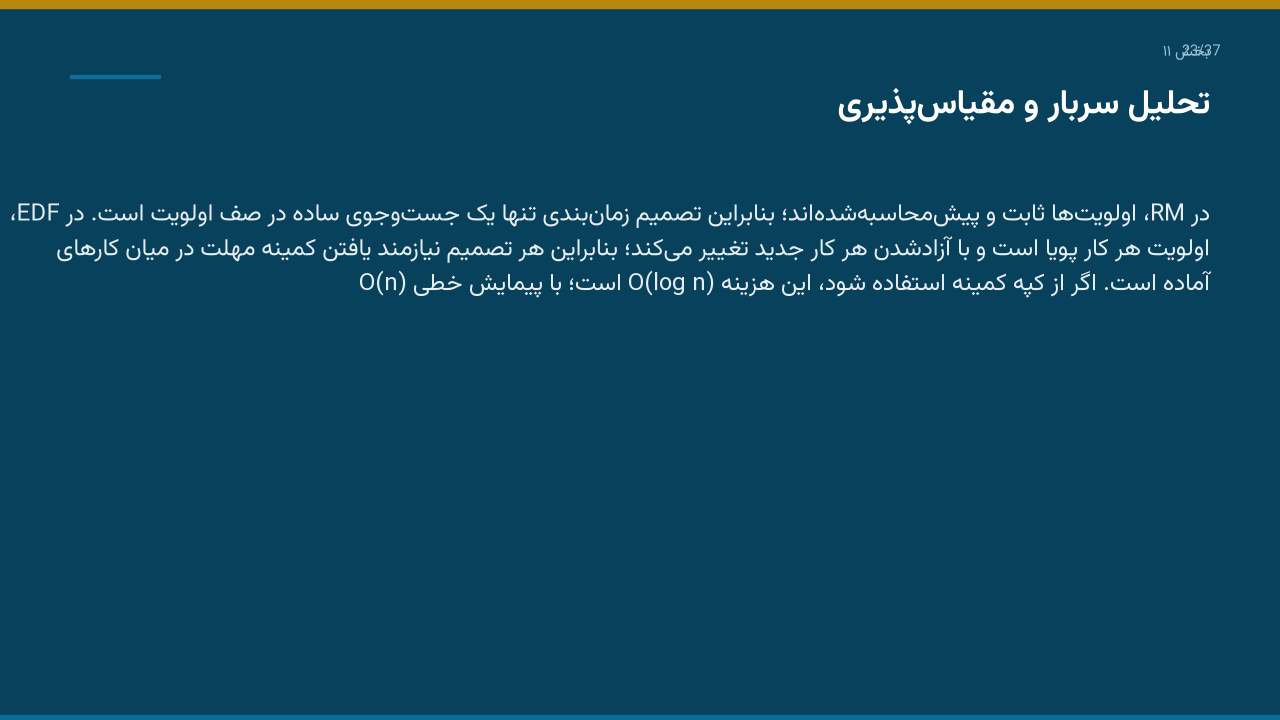 بخش ۱۱
23/37
تحلیل سربار و مقیاس‌پذیری
در RM، اولویت‌ها ثابت و پیش‌محاسبه‌شده‌اند؛ بنابراین تصمیم زمان‌بندی تنها یک جست‌وجوی ساده در صف اولویت است. در EDF،
اولویت هر کار پویا است و با آزادشدن هر کار جدید تغییر می‌کند؛ بنابراین هر تصمیم نیازمند یافتن کمینه مهلت در میان کارهای
آماده است. اگر از کپه کمینه استفاده شود، این هزینه O(log n) است؛ با پیمایش خطی O(n)